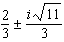 2/3 ± i√11/3